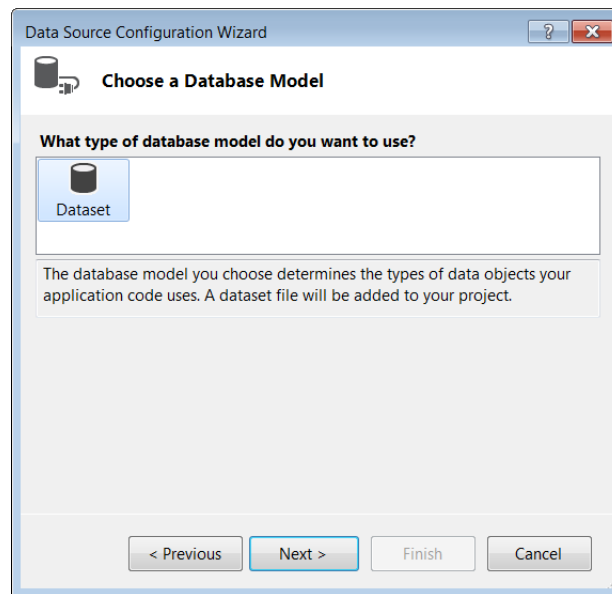 Data Source Configuration Wizard
?
Choose a Database Model
What type of database model do you want to use?
Dataset
The database model you choose determines the types of data objects your
application code uses. A dataset file will be added to your project.
< Previous
Next >
Finish
Cancel